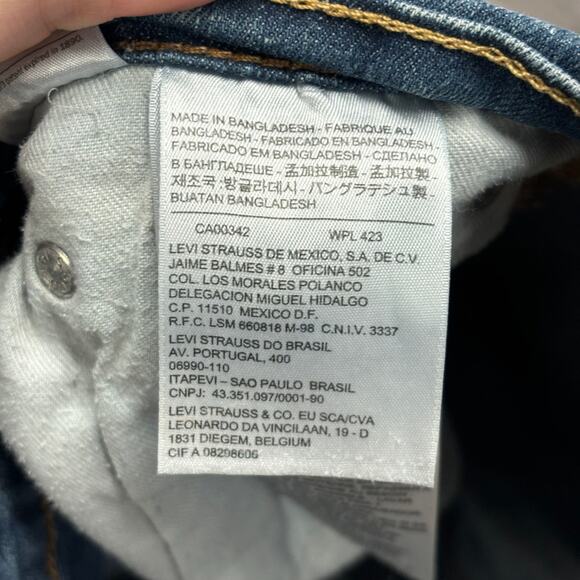 patent expired in 1890
MADE IN BANGLADESH - FABRIQUE AU
BANGLADESH - FABRICADO EN BANGLADESH -
FABRICADO EM BANGLADESH - СДЕЛАНО
В БАНГЛАДЕШЕ - 孟加拉制造 - 孟加拉製
제조국:방글라데시 - バングラデシュ製 -
BUATAN BANGLADESH
CA00342 WPL 423
LEVI STRAUSS DE MEXICO, S.A. DE C.V.
JAIME BALMES # 8 OFICINA 502
COL. LOS MORALES POLANCO
DELEGACION MIGUEL HIDALGO
C.P. 11510 MEXICO D.F.
R.F.C. LSM 660818 M-98 C.N.I.V. 3337
LEVI STRAUSS DO BRASIL
AV. PORTUGAL, 400
06990-110
ITAPEVI – SAO PAULO BRASIL
CNPJ: 43.351.097/0001-90
LEVI STRAUSS & CO. EU SCA/CVA
LEONARDO DA VINCILAAN, 19 - D
1831 DIEGEM, BELGIUM
CIF A 08298606